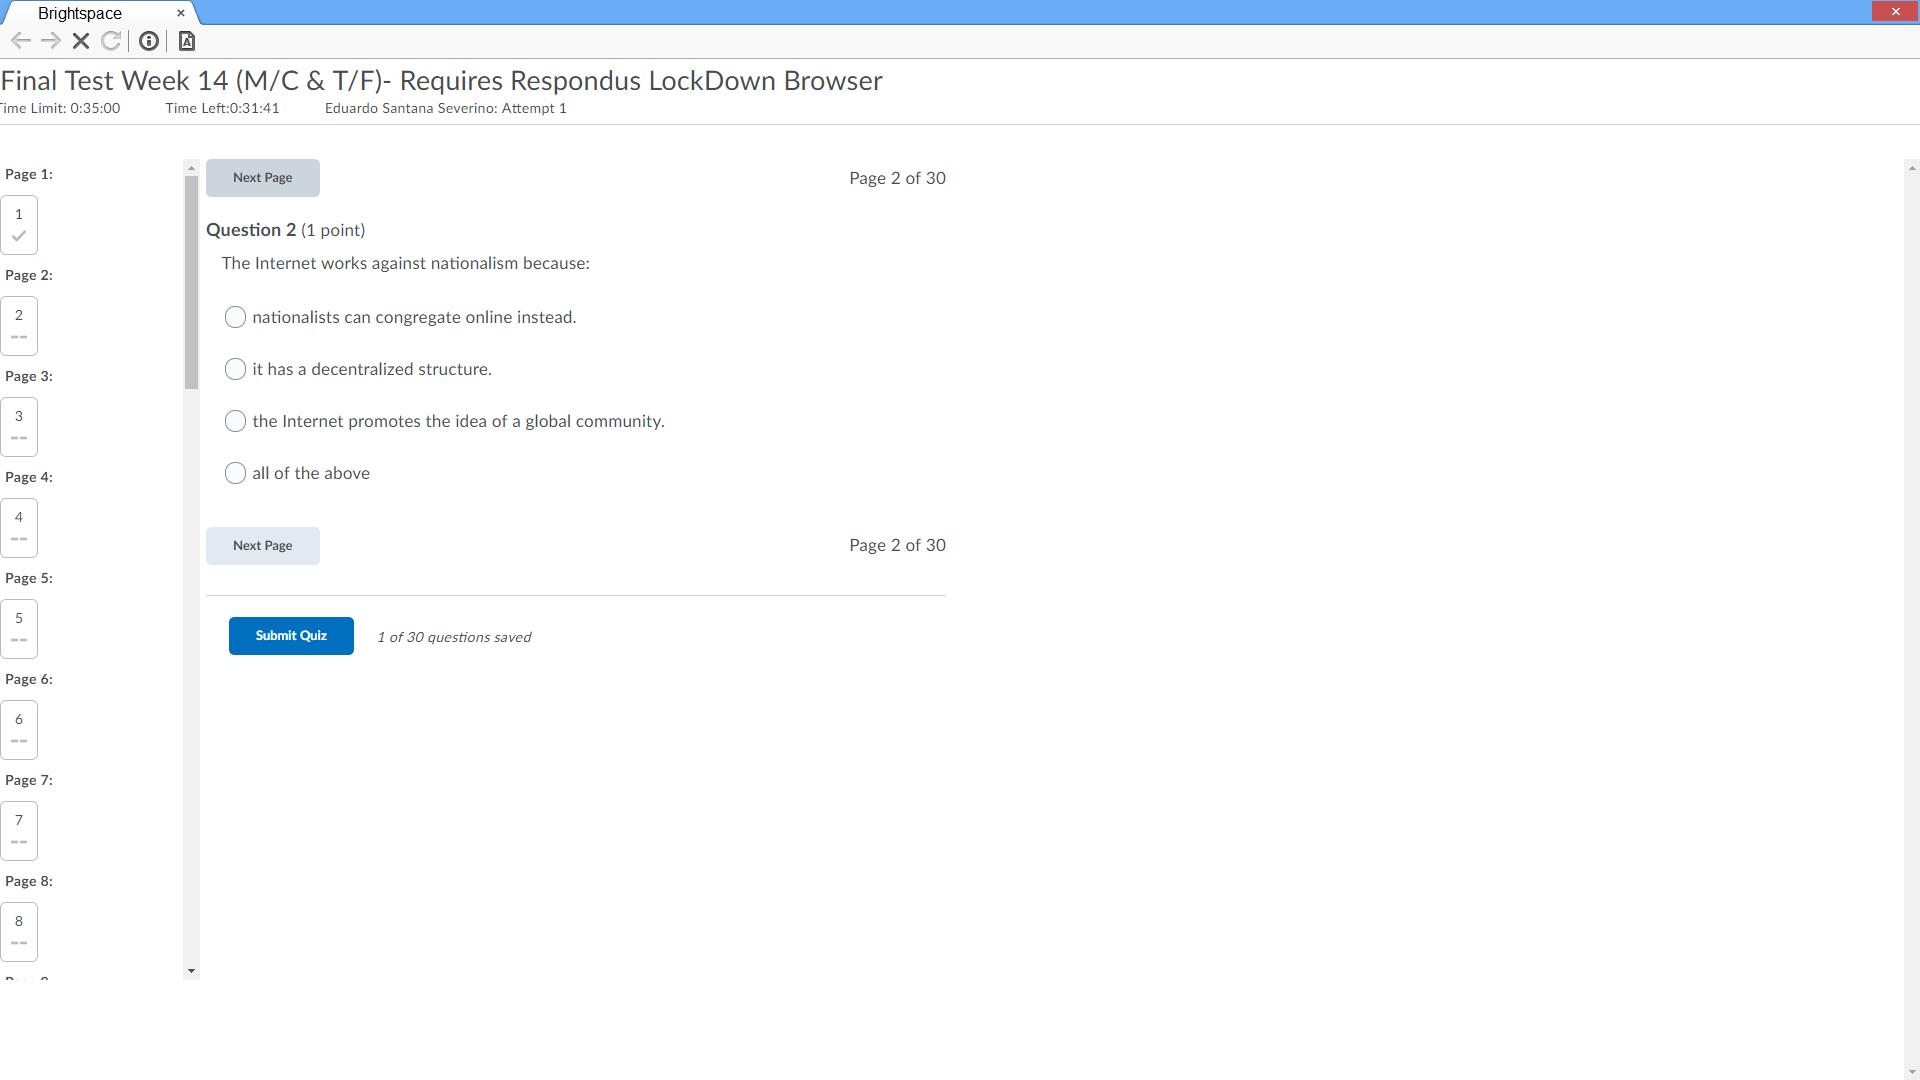 Brightspace
Final Test Week 14 (M/C & T/F)- Requires Respondus LockDown Browser
Time Limit: 0:35:00 Time Left:0:31:41 Eduardo Santana Severino: Attempt 1
Page 1:
1
Page 2:
2
--
Page 3:
3
--
Page 4:
4
--
Page 5:
5
--
Page 6:
6
--
Page 7:
7
--
Page 8:
8
--
Next Page Page 2 of 30
Question 2 (1 point)
The Internet works against nationalism because:
nationalists can congregate online instead.
it has a decentralized structure.
the Internet promotes the idea of a global community.
all of the above
Next Page Page 2 of 30
Submit Quiz 1 of 30 questions saved